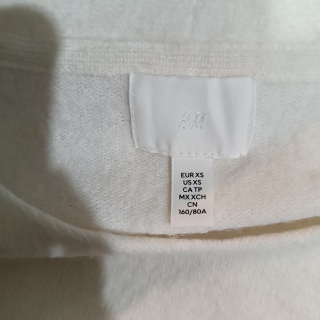 H&M
EUR XS
US XS
CA TP
MX XCH
CN
160/80A